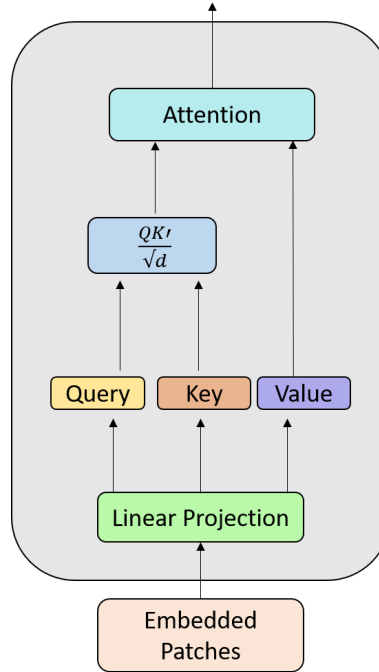 Attention
QK′
√d
Query Key Value
Linear Projection
Embedded
Patches